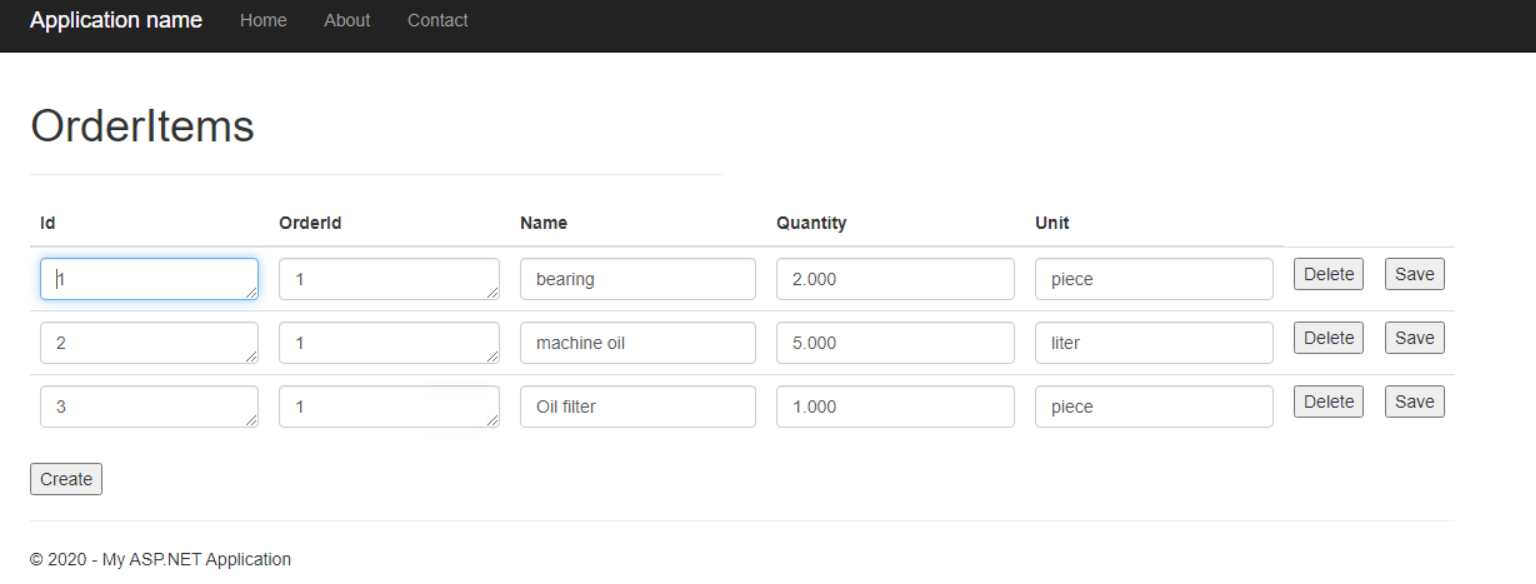 Application name Home About Contact
OrderItems
Id OrderId Name Quantity Unit
1 1 bearing 2.000 piece Delete Save
2 1 machine oil 5.000 liter Delete Save
3 1 Oil filter 1.000 piece Delete Save
Create
© 2020 - My ASP.NET Application